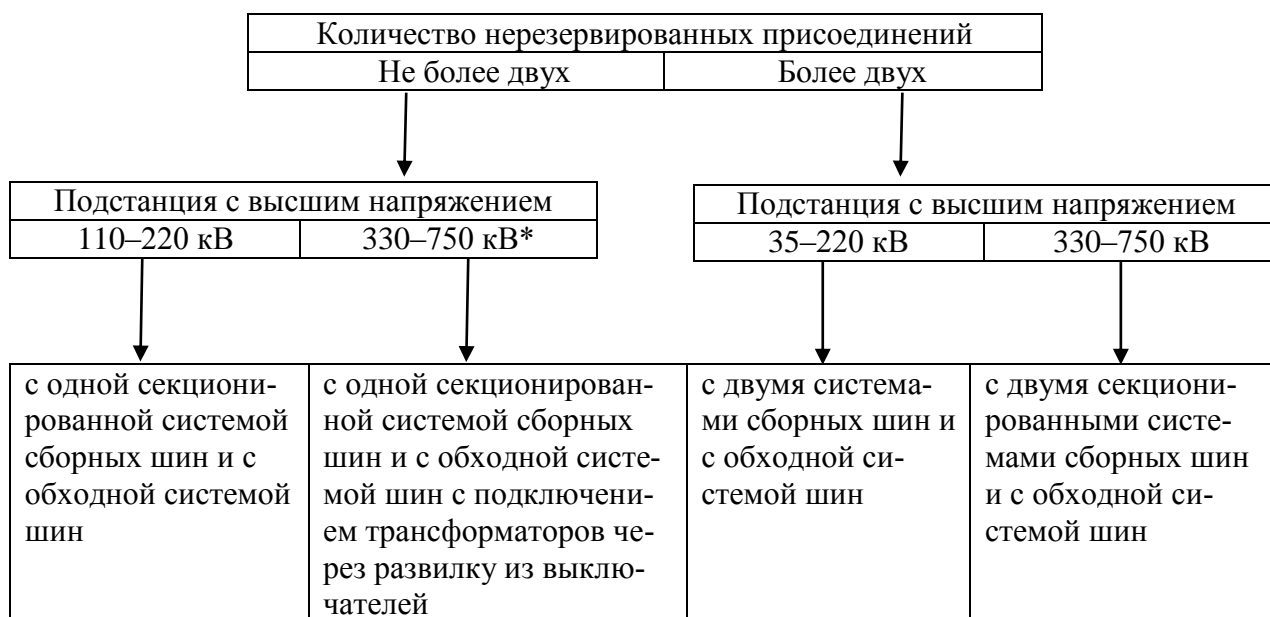 Количество нерезервированных присоединений
Не более двух
Более двух
Подстанция с высшим напряжением
110–220 кВ
330–750 кВ*
Подстанция с высшим напряжением
35–220 кВ
330–750 кВ
с одной секциони-
рованной системой
сборных шин и с
обходной системой
шин
с одной секционирован-
ной системой сборных
шин и с обходной систе-
мой шин с подключени-
ем трансформаторов че-
рез развилку из выклю-
чателей
с двумя система-
ми сборных шин и
с обходной си-
стемой шин
с двумя секциони-
рованными систе-
мами сборных шин
и с обходной си-
стемой шин